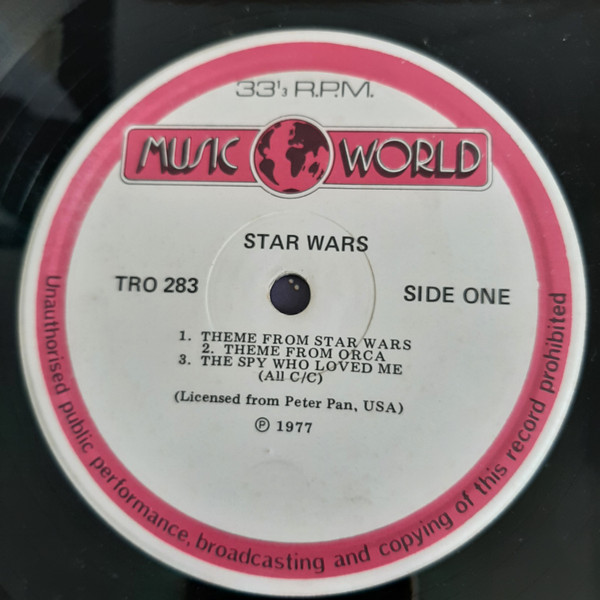 33⅓ R.P.M.
MUSIC WORLD
STAR WARS
TRO 283
SIDE ONE
1. THEME FROM STAR WARS
2. THEME FROM ORCA
3. THE SPY WHO LOVED ME
(All C/C)
(Licensed from Peter Pan, USA)
℗ 1977
Unauthorised public performance, broadcasting and copying of this record prohibited